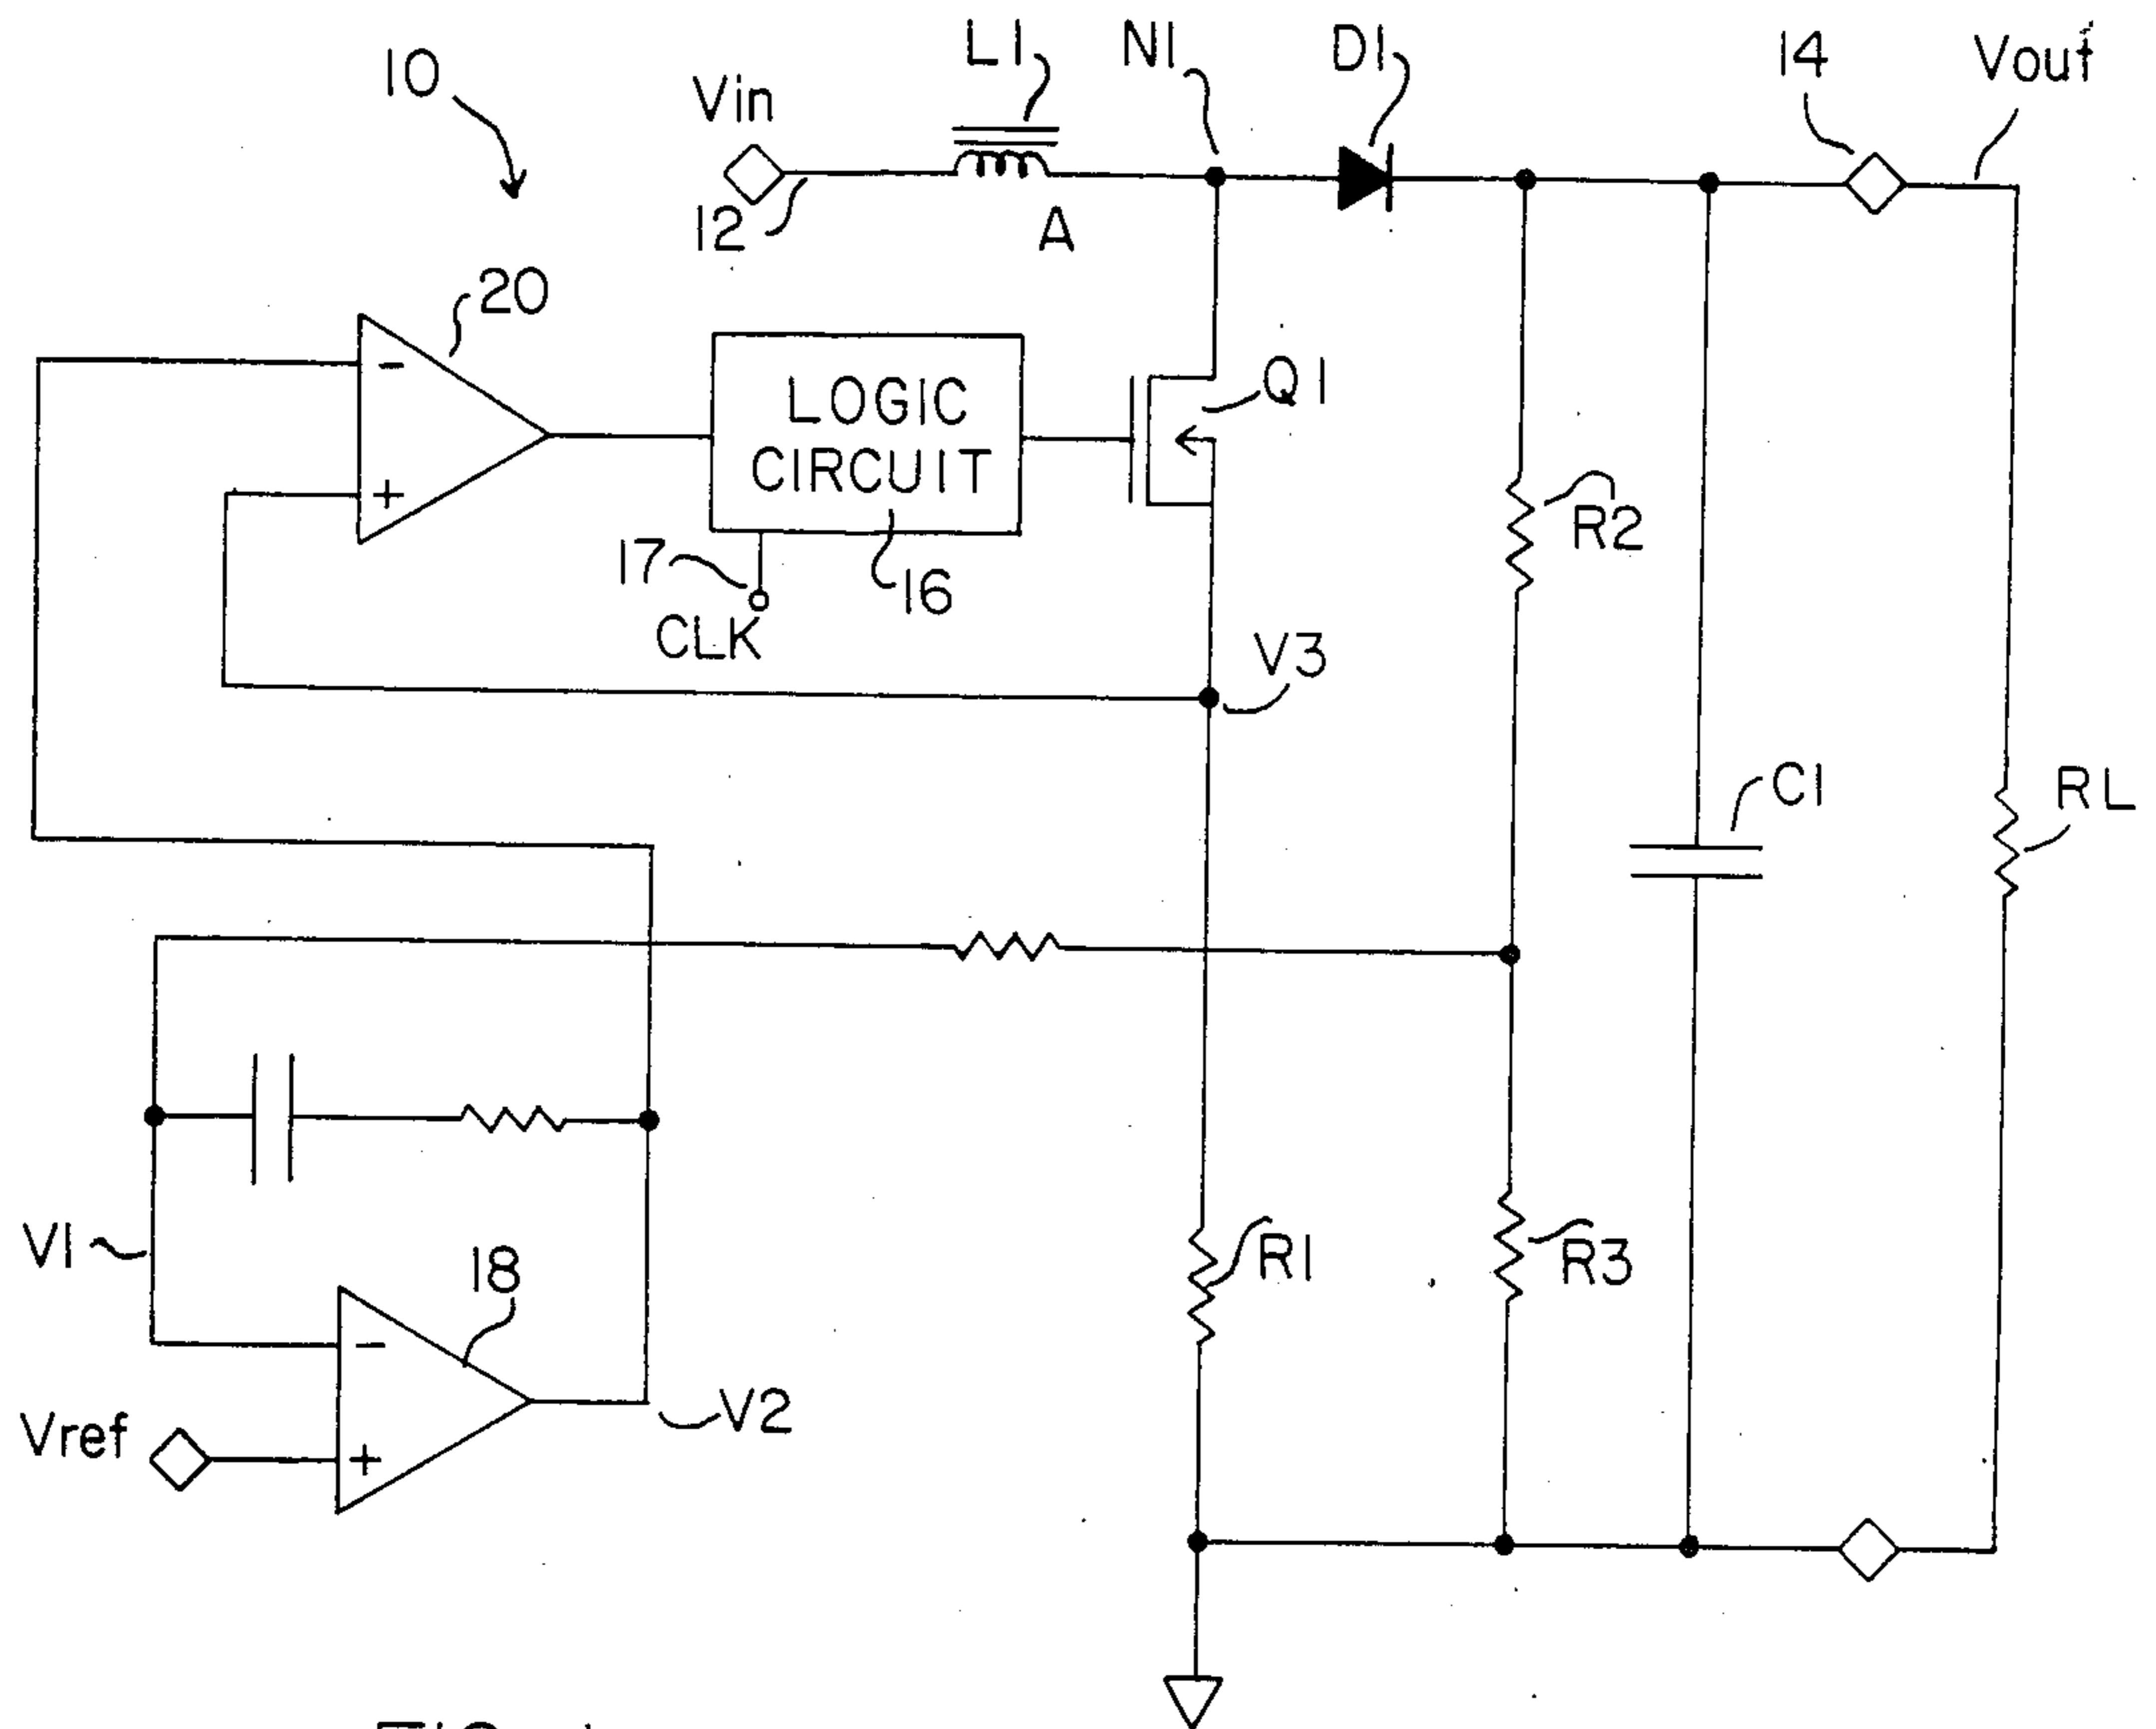 10
Vin
L1
N1
D1
14
Vout
12
A
20
-
+
LOGIC
CIRCUIT
Q1
17
16
CLK
R2
V3
C1
RL
V1
18
R1
R3
-
+
V2
Vref